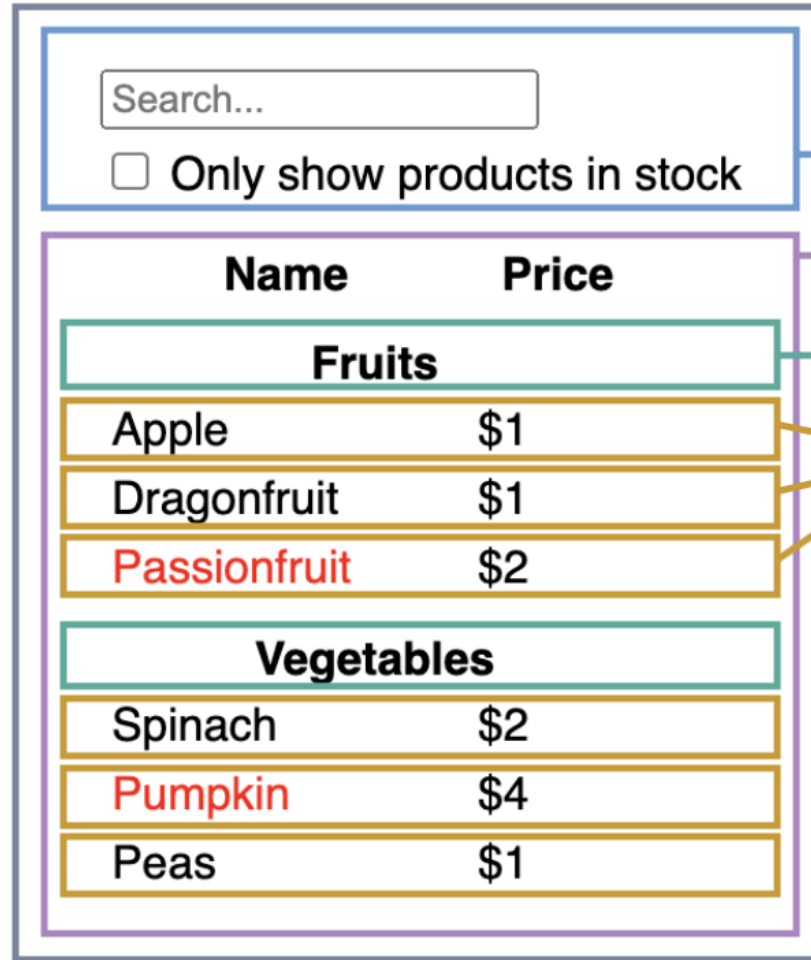 Search...
Only show products in stock
Name Price
Fruits
Apple $1
Dragonfruit $1
Passionfruit $2
Vegetables
Spinach $2
Pumpkin $4
Peas $1